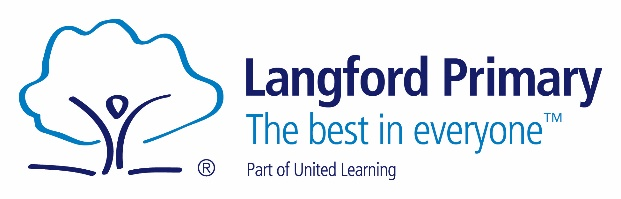 Langford Primary
The best in everyone™
® Part of United Learning